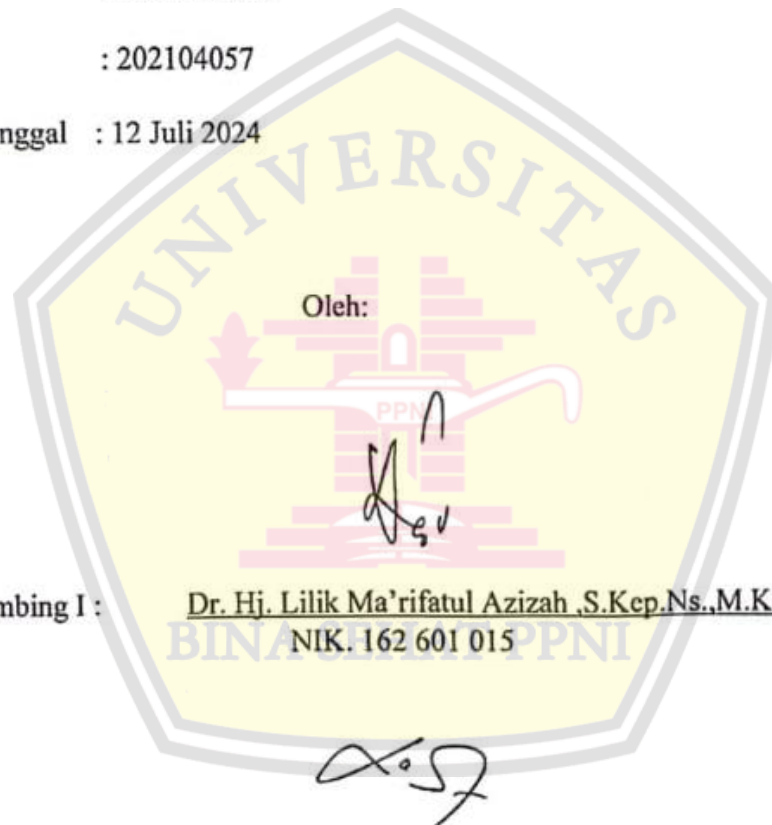 : 202104057
nggal : 12 Juli 2024
UNIVERSITAS
Oleh:
PPNI
mbing I : Dr. Hj. Lilik Ma’rifatul Azizah ,S.Kep.Ns.,M.K
NIK. 162 601 015
BINA SEHAT PPNI